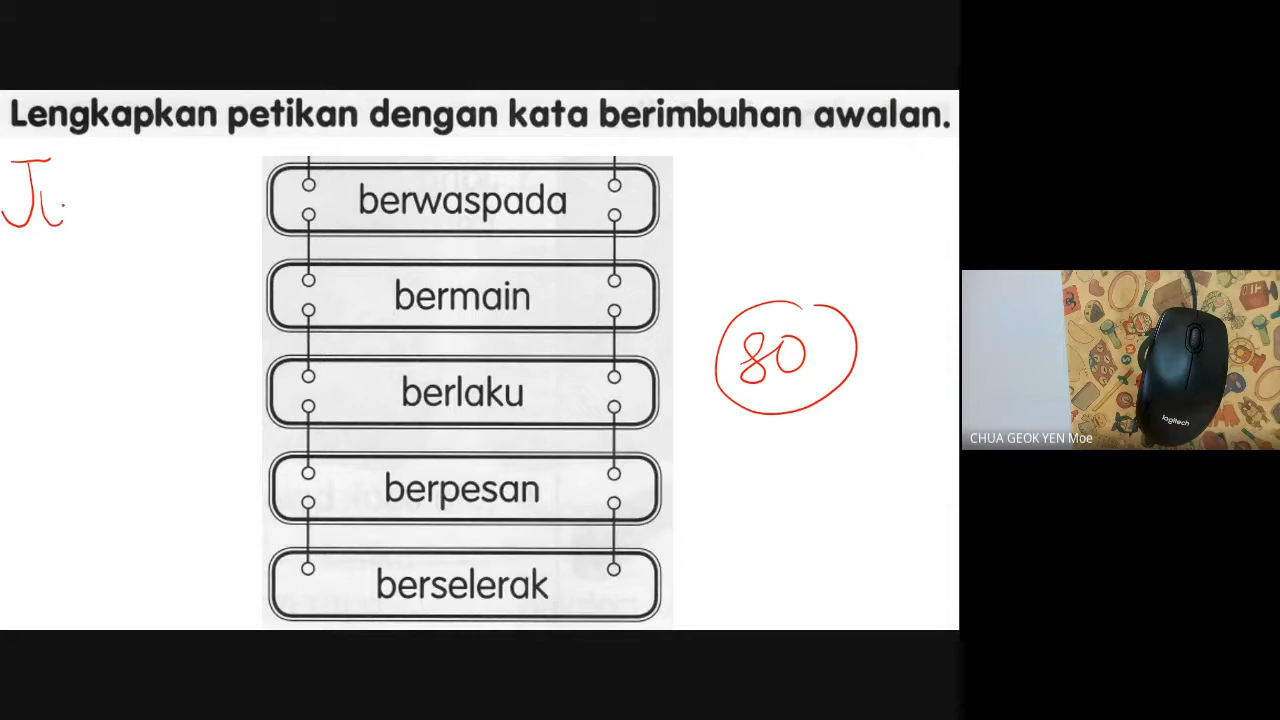 Lengkapkan petikan dengan kata berimbuhan awalan.
berwaspada
bermain
80
berlaku
berpesan
berselerak
logitech
CHUA GEOK YEN Moe